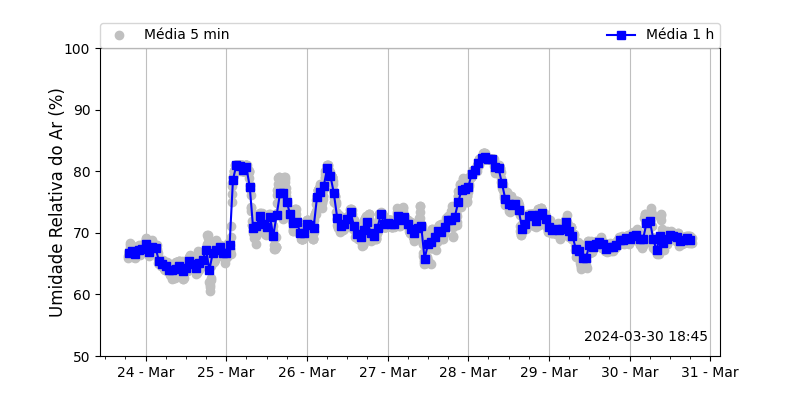 Média 5 min
Média 1 h
Umidade Relativa do Ar (%)
100
90
80
70
60
50
2024-03-30 18:45
24 - Mar
25 - Mar
26 - Mar
27 - Mar
28 - Mar
29 - Mar
30 - Mar
31 - Mar